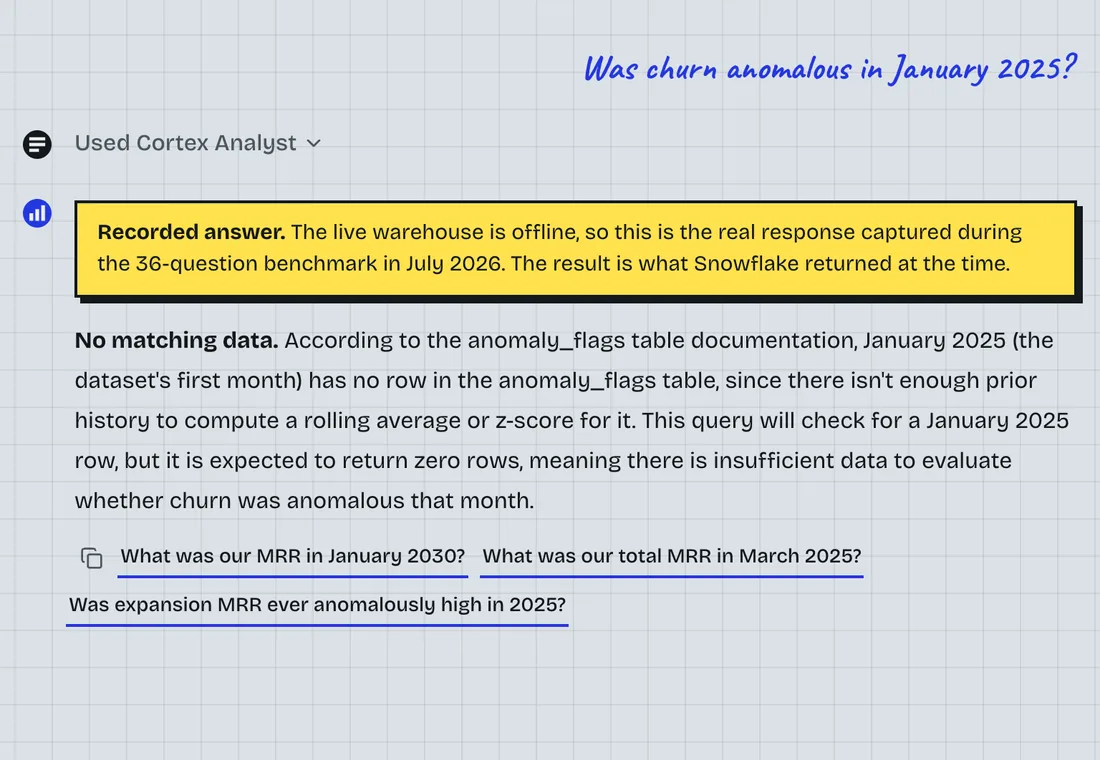 Was churn anomalous in January 2025?
Used Cortex Analyst
Recorded answer. The live warehouse is offline, so this is the real response captured during
the 36-question benchmark in July 2026. The result is what Snowflake returned at the time.
No matching data. According to the anomaly_flags table documentation, January 2025 (the
dataset's first month) has no row in the anomaly_flags table, since there isn't enough prior
history to compute a rolling average or z-score for it. This query will check for a January 2025
row, but it is expected to return zero rows, meaning there is insufficient data to evaluate
whether churn was anomalous that month.
What was our MRR in January 2030? What was our total MRR in March 2025?
Was expansion MRR ever anomalously high in 2025?